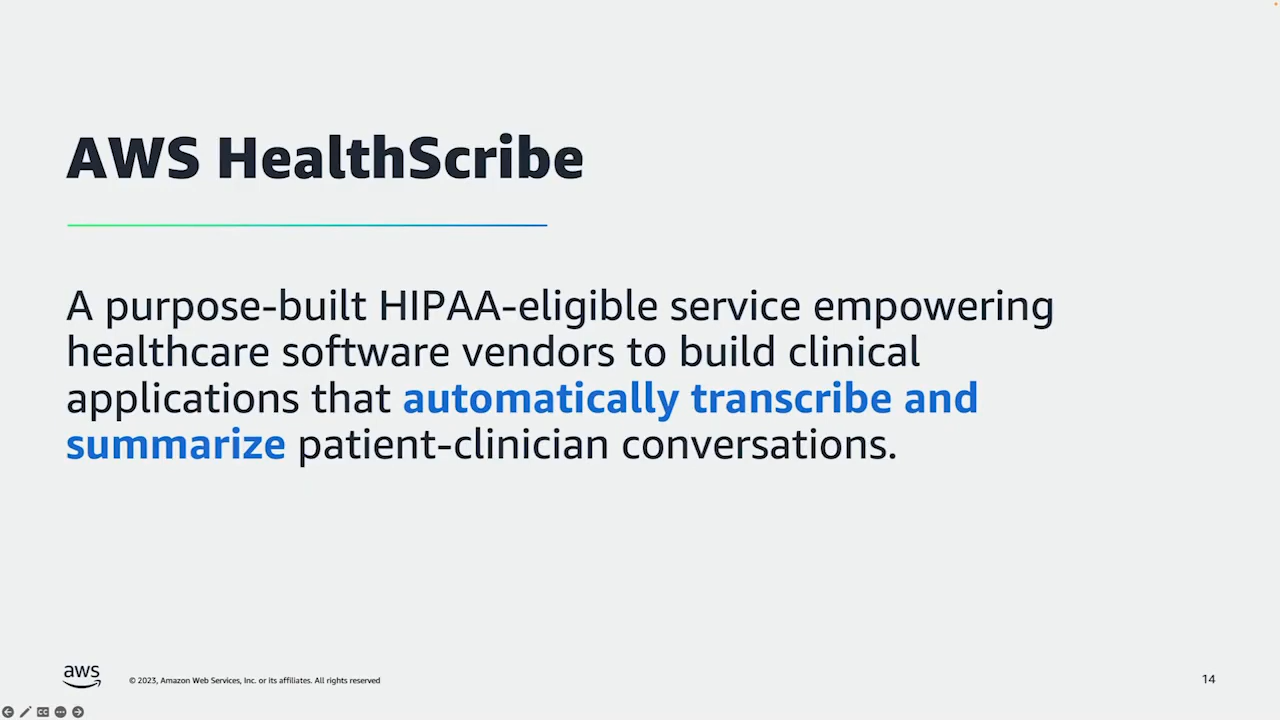 AWS HealthScribe
A purpose-built HIPAA-eligible service empowering
healthcare software vendors to build clinical
applications that automatically transcribe and
summarize patient-clinician conversations.
aws
© 2023, Amazon Web Services, Inc. or its affiliates. All rights reserved
14
CC